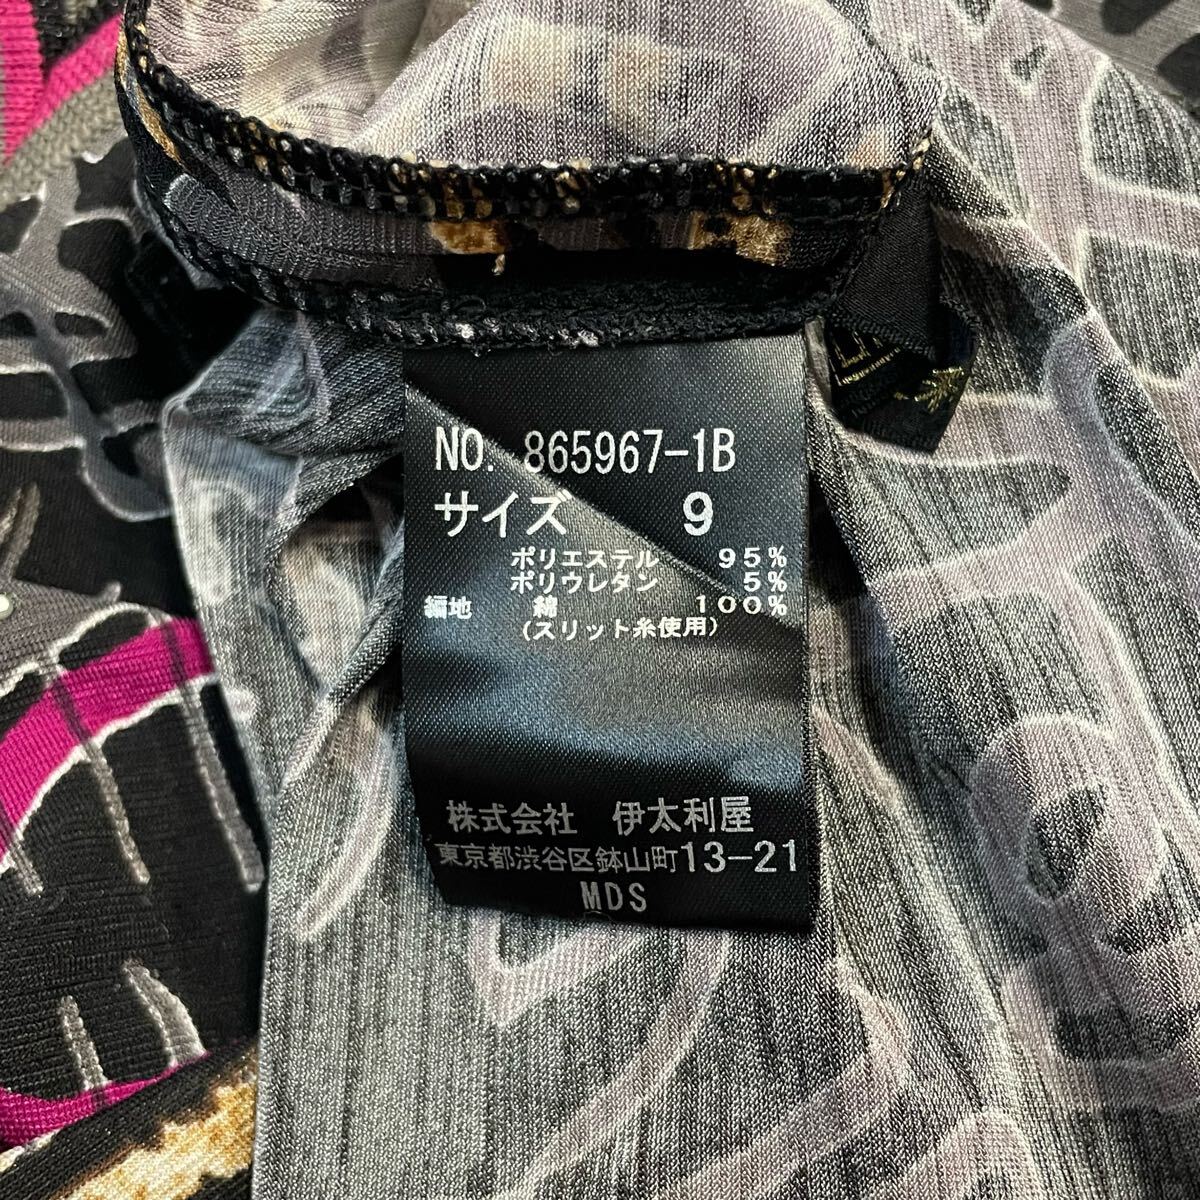 NO. 865967-1B
サイズ 9
ポリエステル 95%
ポリウレタン 5%
編地 綿 100%
(スリット糸使用)
株式会社 伊太利屋
東京都渋谷区鉢山町13-21
MDS